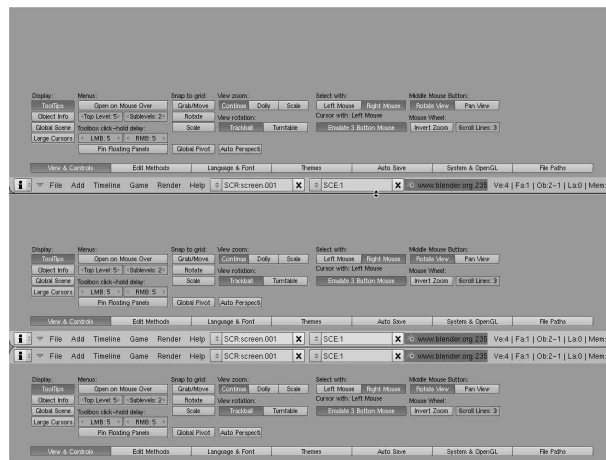 Display: Menus: Snap to grid: View zoom: Select with: Middle Mouse Button:
ToolTips Open on Mouse Over Grab/Move Continue Dolly Scale Left Mouse Right Mouse Rotate View Pan View
Object Info Top Level: 5 Sublevels: 2 Rotate View rotation: Cursor with: Left Mouse Mouse Wheel:
Global Scene Toolbox click-hold delay: Scale Trackball Turntable Emulate 3 Button Mouse Invert Zoom Scroll Lines: 3
Large Cursors LMB: 5 RMB: 5
Pin Floating Panels Global Pivot Auto Perspecti
View & Controls Edit Methods Language & Font Themes Auto Save System & OpenGL File Paths
File Add Timeline Game Render Help SCR:screen.001 X SCE:1 X www.blender.org 235 Ve:4 | Fa:1 | Ob:2-1 | La:0 | Mem:
Display: Menus: Snap to grid: View zoom: Select with: Middle Mouse Button:
ToolTips Open on Mouse Over Grab/Move Continue Dolly Scale Left Mouse Right Mouse Rotate View Pan View
Object Info Top Level: 5 Sublevels: 2 Rotate View rotation: Cursor with: Left Mouse Mouse Wheel:
Global Scene Toolbox click-hold delay: Scale Trackball Turntable Emulate 3 Button Mouse Invert Zoom Scroll Lines: 3
Large Cursors LMB: 5 RMB: 5
Pin Floating Panels Global Pivot Auto Perspecti
View & Controls Edit Methods Language & Font Themes Auto Save System & OpenGL File Paths
File Add Timeline Game Render Help SCR:screen.001 X SCE:1 X www.blender.org 235 Ve:4 | Fa:1 | Ob:2-1 | La:0 | Mem:
File Add Timeline Game Render Help SCR:screen.001 X SCE:1 X www.blender.org 235 Ve:4 | Fa:1 | Ob:2-1 | La:0 | Mem:
Display: Menus: Snap to grid: View zoom: Select with: Middle Mouse Button:
ToolTips Open on Mouse Over Grab/Move Continue Dolly Scale Left Mouse Right Mouse Rotate View Pan View
Object Info Top Level: 5 Sublevels: 2 Rotate View rotation: Cursor with: Left Mouse Mouse Wheel:
Global Scene Toolbox click-hold delay: Scale Trackball Turntable Emulate 3 Button Mouse Invert Zoom Scroll Lines: 3
Large Cursors LMB: 5 RMB: 5
Pin Floating Panels Global Pivot Auto Perspecti
View & Controls Edit Methods Language & Font Themes Auto Save System & OpenGL File Paths